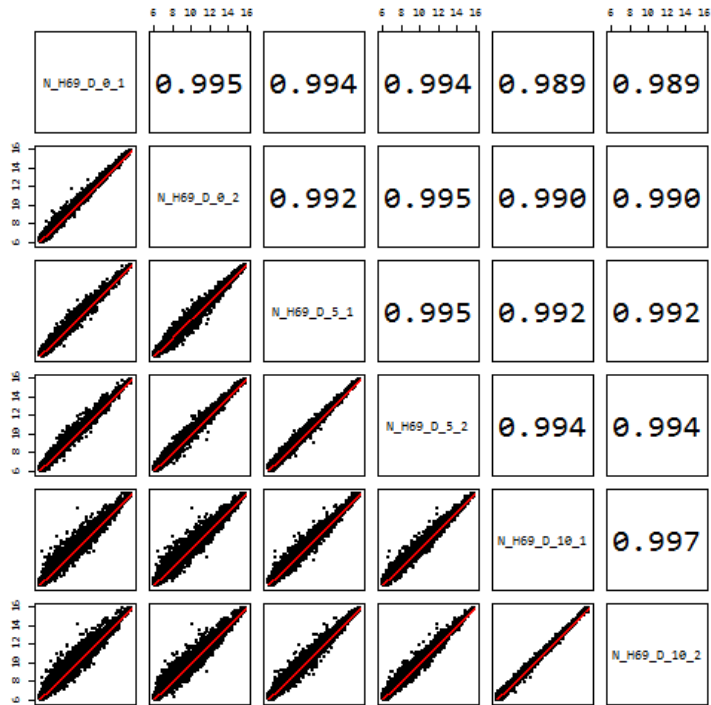 6 8 10 12 14 16 6 8 10 12 14 16 6 8 10 12 14 16
N_H69_D_0_1 0.995 0.994 0.994 0.989 0.989
6 8 10 12 14 16
N_H69_D_0_2 0.992 0.995 0.990 0.990
N_H69_D_5_1 0.995 0.992 0.992
6 8 10 12 14 16
N_H69_D_5_2 0.994 0.994
N_H69_D_10_1 0.997
6 8 10 12 14 16
N_H69_D_10_2